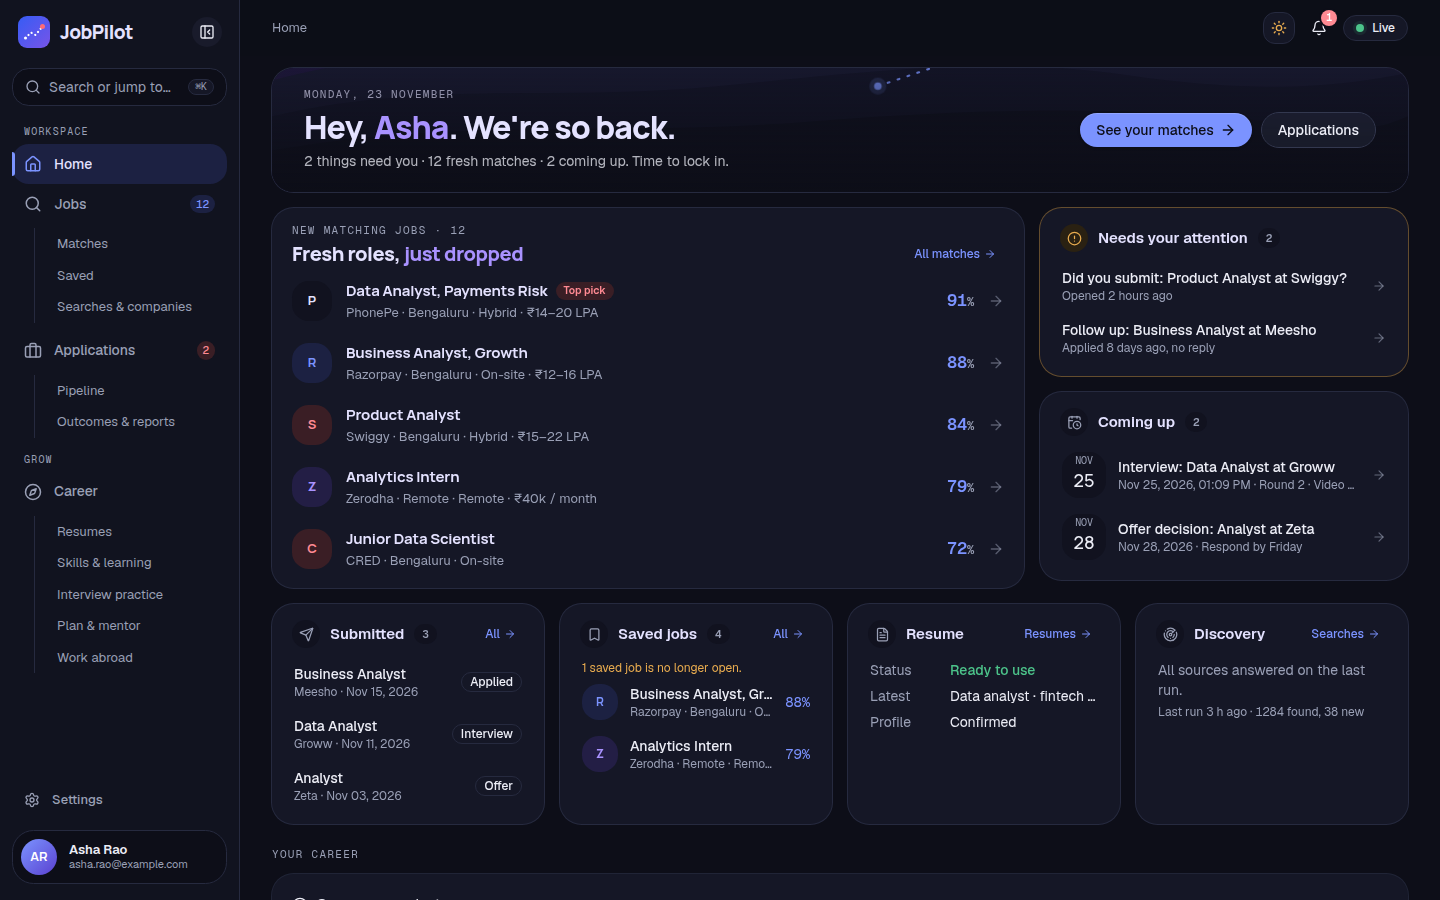 JobPilot
Search or jump to...
⌘K
WORKSPACE
Home
Jobs
12
Matches
Saved
Searches & companies
Applications
2
Pipeline
Outcomes & reports
GROW
Career
Resumes
Skills & learning
Interview practice
Plan & mentor
Work abroad
Settings
AR
Asha Rao
asha.rao@example.com
Home
1
Live
MONDAY, 23 NOVEMBER
Hey, Asha. We're so back.
2 things need you · 12 fresh matches · 2 coming up. Time to lock in.
See your matches
Applications
NEW MATCHING JOBS · 12
Fresh roles, just dropped
All matches
P
Data Analyst, Payments Risk
Top pick
PhonePe · Bengaluru · Hybrid · ₹14–20 LPA
91%
R
Business Analyst, Growth
Razorpay · Bengaluru · On-site · ₹12–16 LPA
88%
S
Product Analyst
Swiggy · Bengaluru · Hybrid · ₹15–22 LPA
84%
Z
Analytics Intern
Zerodha · Remote · Remote · ₹40k / month
79%
C
Junior Data Scientist
CRED · Bengaluru · On-site
72%
Needs your attention
2
Did you submit: Product Analyst at Swiggy?
Opened 2 hours ago
Follow up: Business Analyst at Meesho
Applied 8 days ago, no reply
Coming up
2
NOV
25
Interview: Data Analyst at Groww
Nov 25, 2026, 01:09 PM · Round 2 · Video ...
NOV
28
Offer decision: Analyst at Zeta
Nov 28, 2026 · Respond by Friday
Submitted
3
All
Business Analyst
Meesho · Nov 15, 2026
Applied
Data Analyst
Groww · Nov 11, 2026
Interview
Analyst
Zeta · Nov 03, 2026
Offer
Saved jobs
4
All
1 saved job is no longer open.
R
Business Analyst, Gr...
Razorpay · Bengaluru · O...
88%
Z
Analytics Intern
Zerodha · Remote · Remo...
79%
Resume
Resumes
Status
Ready to use
Latest
Data analyst · fintech ...
Profile
Confirmed
Discovery
Searches
All sources answered on the last
run.
Last run 3 h ago · 1284 found, 38 new
YOUR CAREER